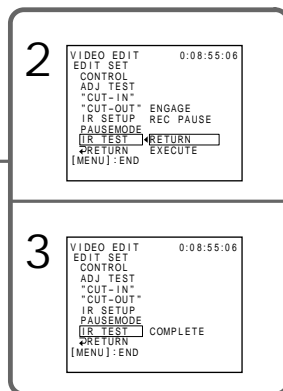 2
VIDEO EDIT 0:08:55:06
EDIT SET
CONTROL
ADJ TEST
"CUT-IN"
"CUT-OUT" ENGAGE
IR SETUP REC PAUSE
PAUSEMODE
IR TEST RETURN
RETURN EXECUTE
[MENU]:END
3
VIDEO EDIT 0:08:55:06
EDIT SET
CONTROL
ADJ TEST
"CUT-IN"
"CUT-OUT"
IR SETUP
PAUSEMODE
IR TEST COMPLETE
RETURN
[MENU]:END